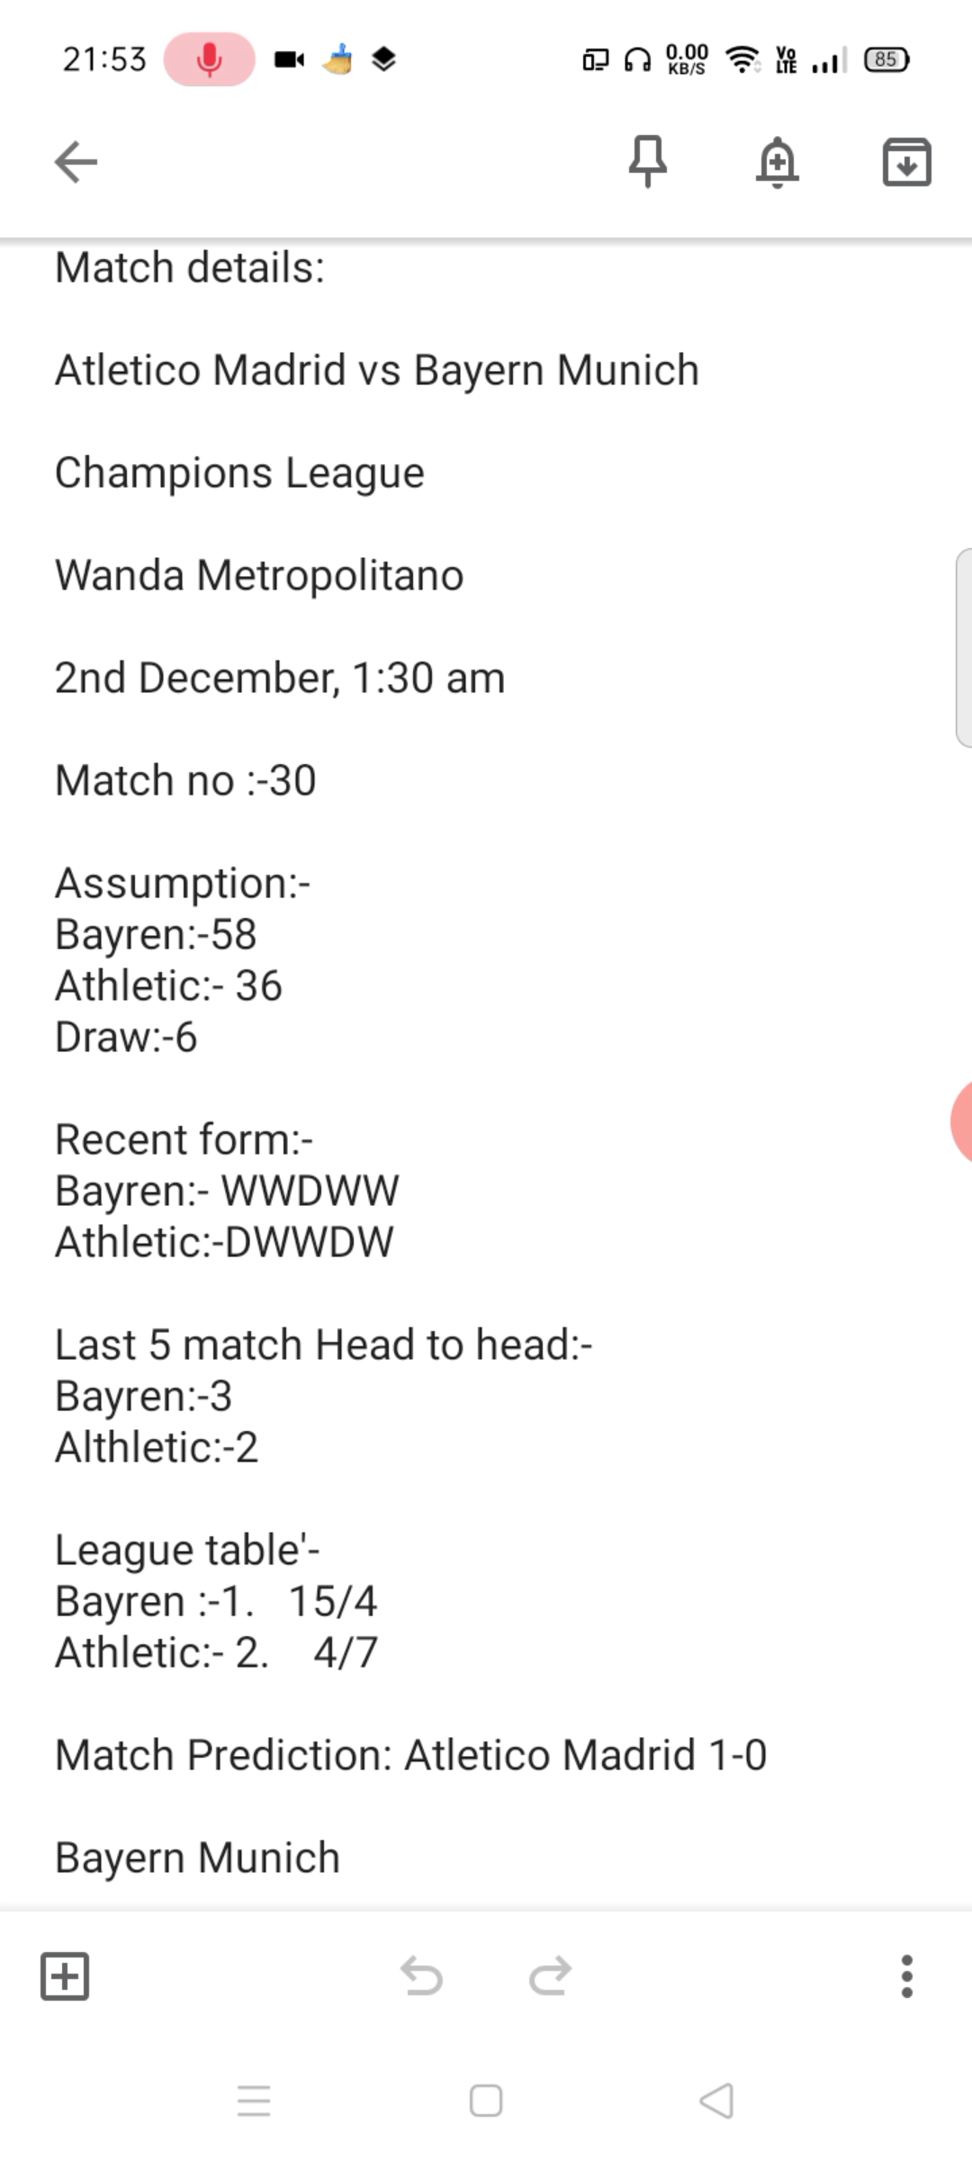 21:53
0.00
KB/S
Vo
LTE
85
Match details:
Atletico Madrid vs Bayern Munich
Champions League
Wanda Metropolitano
2nd December, 1:30 am
Match no :-30
Assumption:-
Bayren:-58
Athletic:- 36
Draw:-6
Recent form:-
Bayren:- WWDWW
Athletic:-DWWDW
Last 5 match Head to head:-
Bayren:-3
Althletic:-2
League table'-
Bayren :-1.   15/4
Athletic:- 2.    4/7
Match Prediction: Atletico Madrid 1-0
Bayern Munich